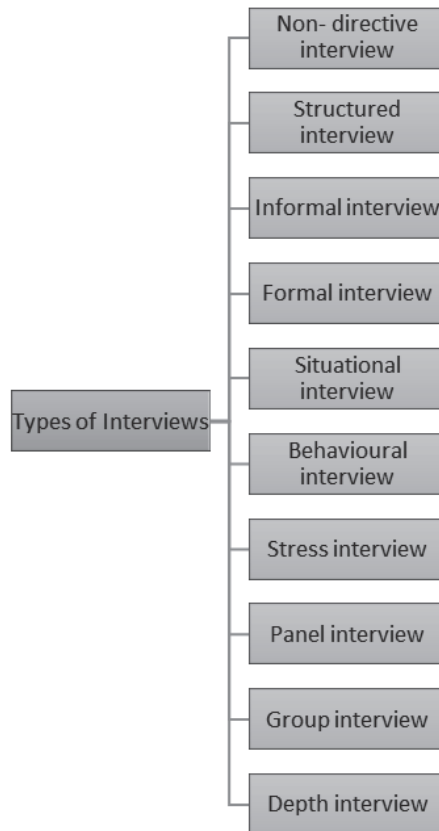 Non- directive
interview
Structured
interview
Informal interview
Formal interview
Situational
interview
Types of Interviews
Behavioural
interview
Stress interview
Panel interview
Group interview
Depth interview